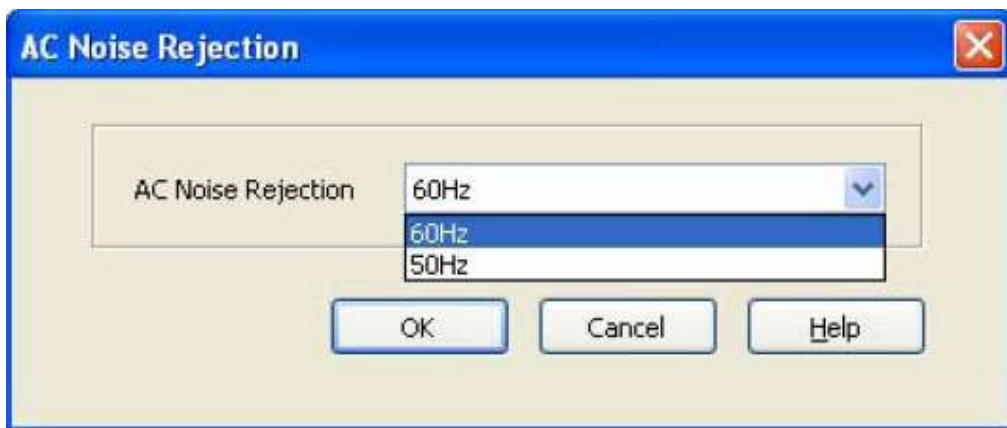 AC Noise Rejection
AC Noise Rejection 60Hz
60Hz
50Hz
OK Cancel Help